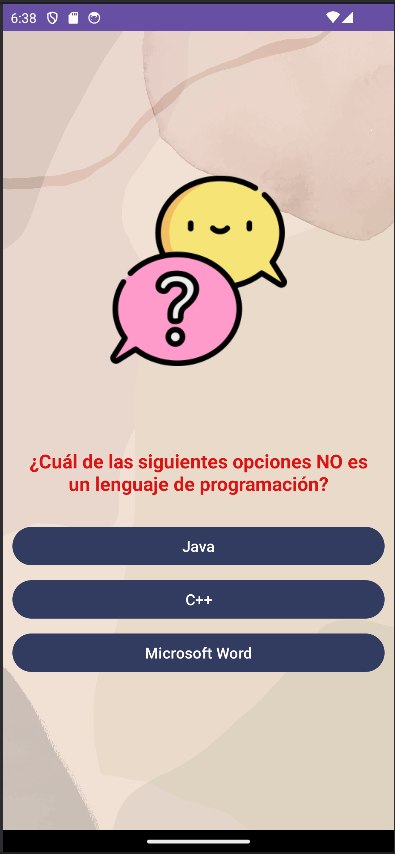 6:38
?
¿Cuál de las siguientes opciones NO es
un lenguaje de programación?
Java
C++
Microsoft Word